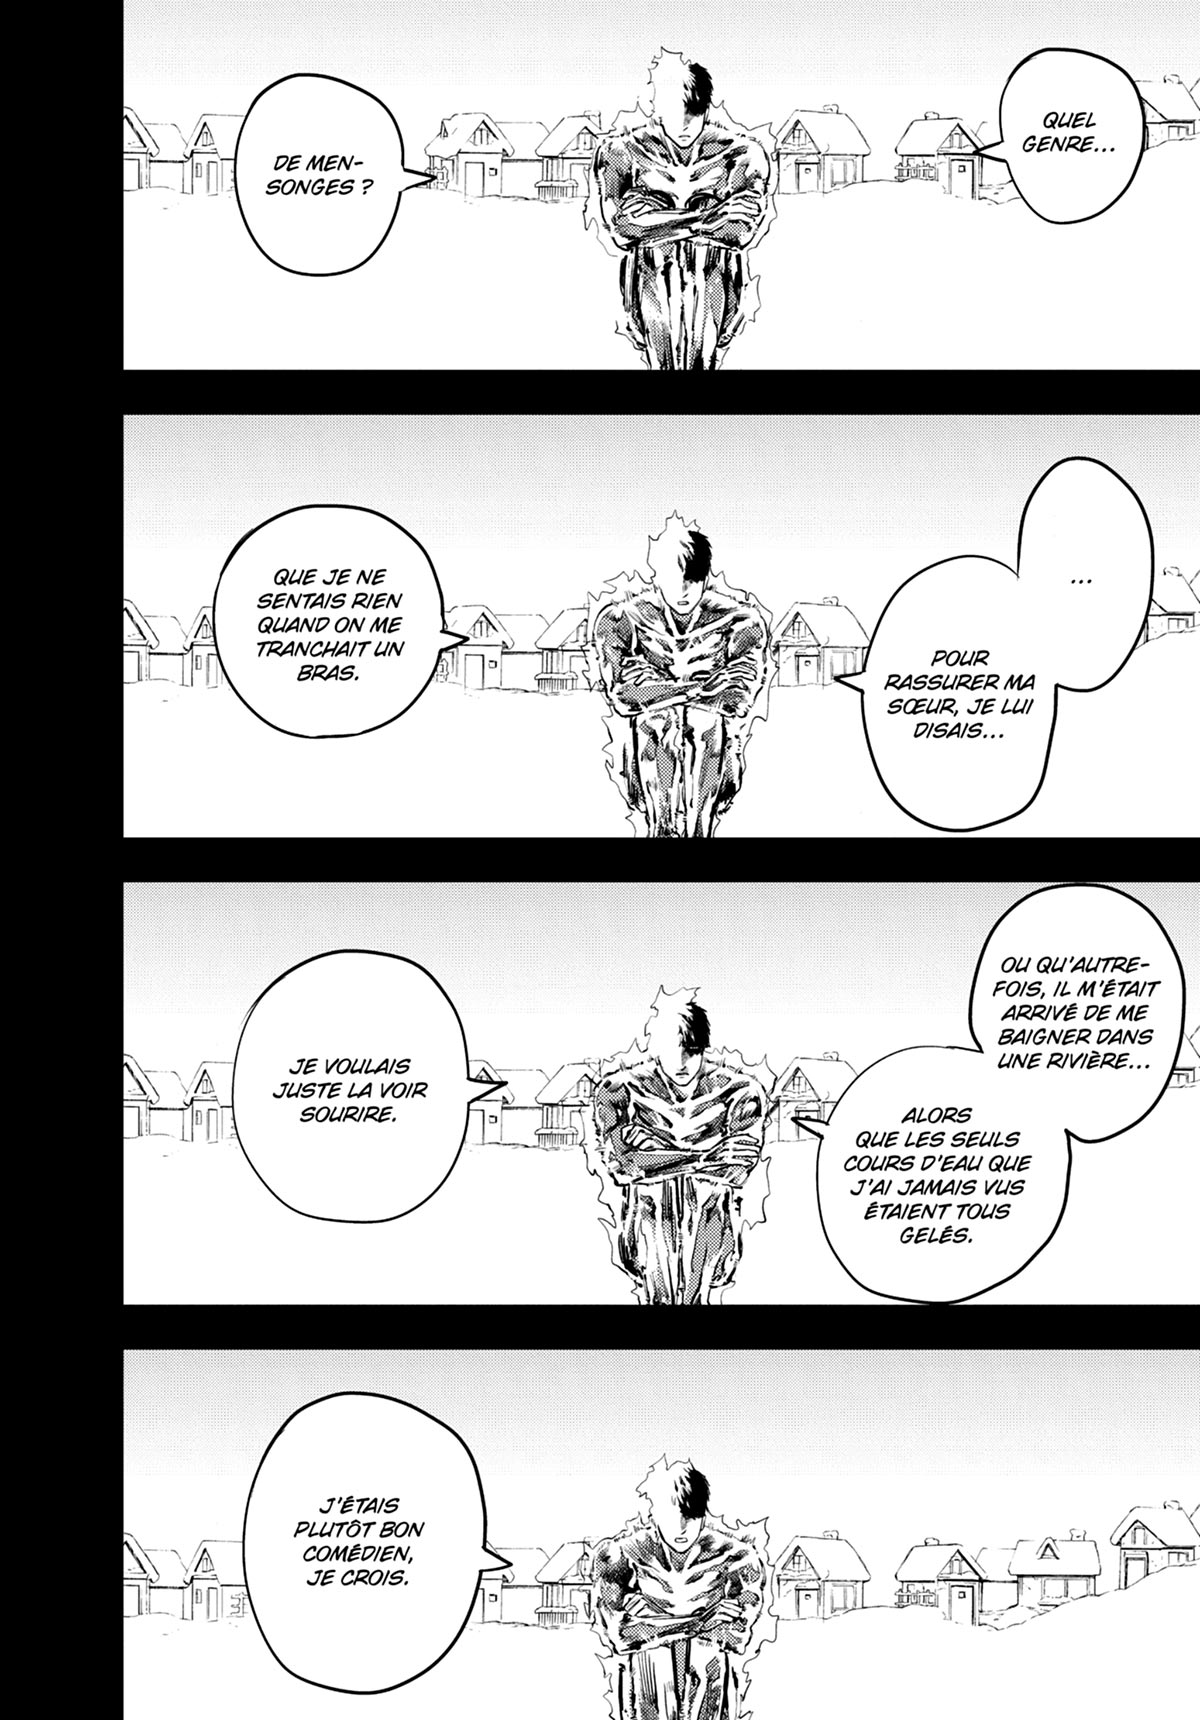 QUEL
GENRE...
DE MEN-
SONGES ?
...
POUR
RASSURER MA
SŒUR, JE LUI
DISAIS...
QUE JE NE
SENTAIS RIEN
QUAND ON ME
TRANCHAIT UN
BRAS.
OU QU'AUTRE-
FOIS, IL M'ÉTAIT
ARRIVÉ DE ME
BAIGNER DANS
UNE RIVIÈRE...
ALORS
QUE LES SEULS
COURS D'EAU QUE
J'AI JAMAIS VUS
ÉTAIENT TOUS
GELÉS.
JE VOULAIS
JUSTE LA VOIR
SOURIRE.
J'ÉTAIS
PLUTÔT BON
COMÉDIEN,
JE CROIS.